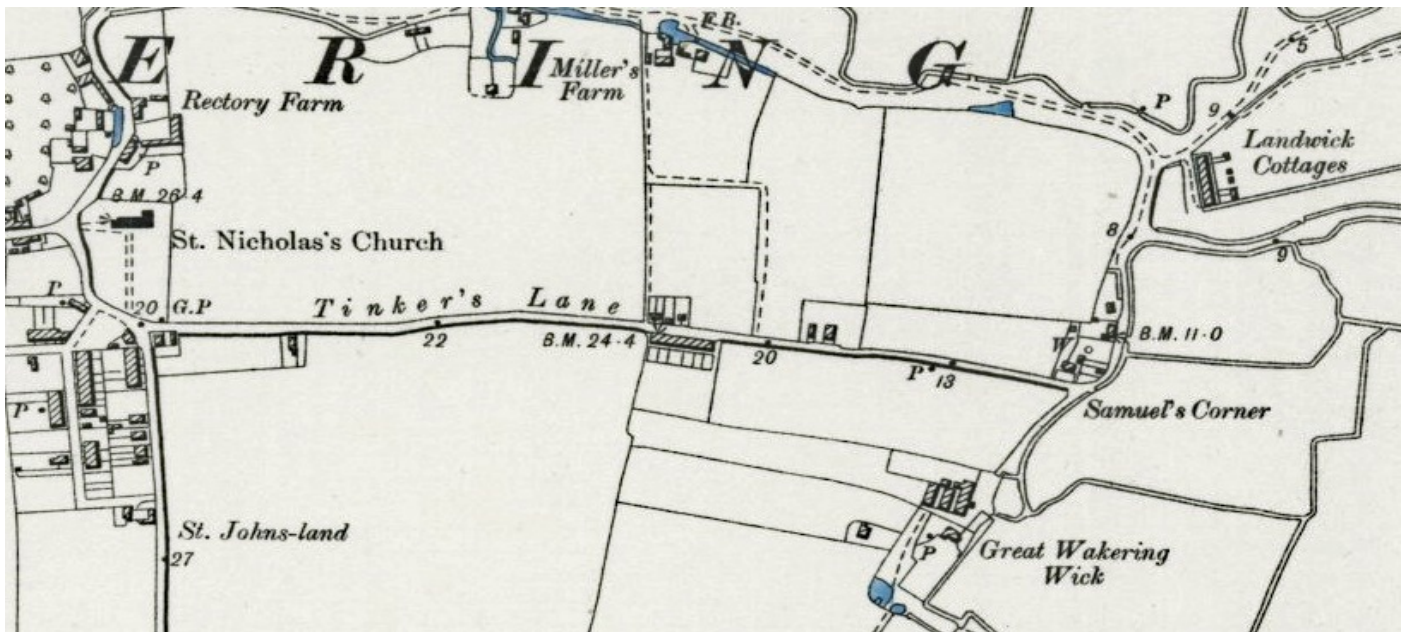 E R I N G
F.B.
5
Miller's
Farm
Rectory Farm
P
9
Landwick
Cottages
P
B.M. 26·4
St. Nicholas's Church
8
9
P
20
G.P
Tinker's Lane
22
B.M. 24·4
20
W
B.M. 11·0
P
13
P
Samuel's Corner
P
St. Johns-land
27
P
Great Wakering
Wick